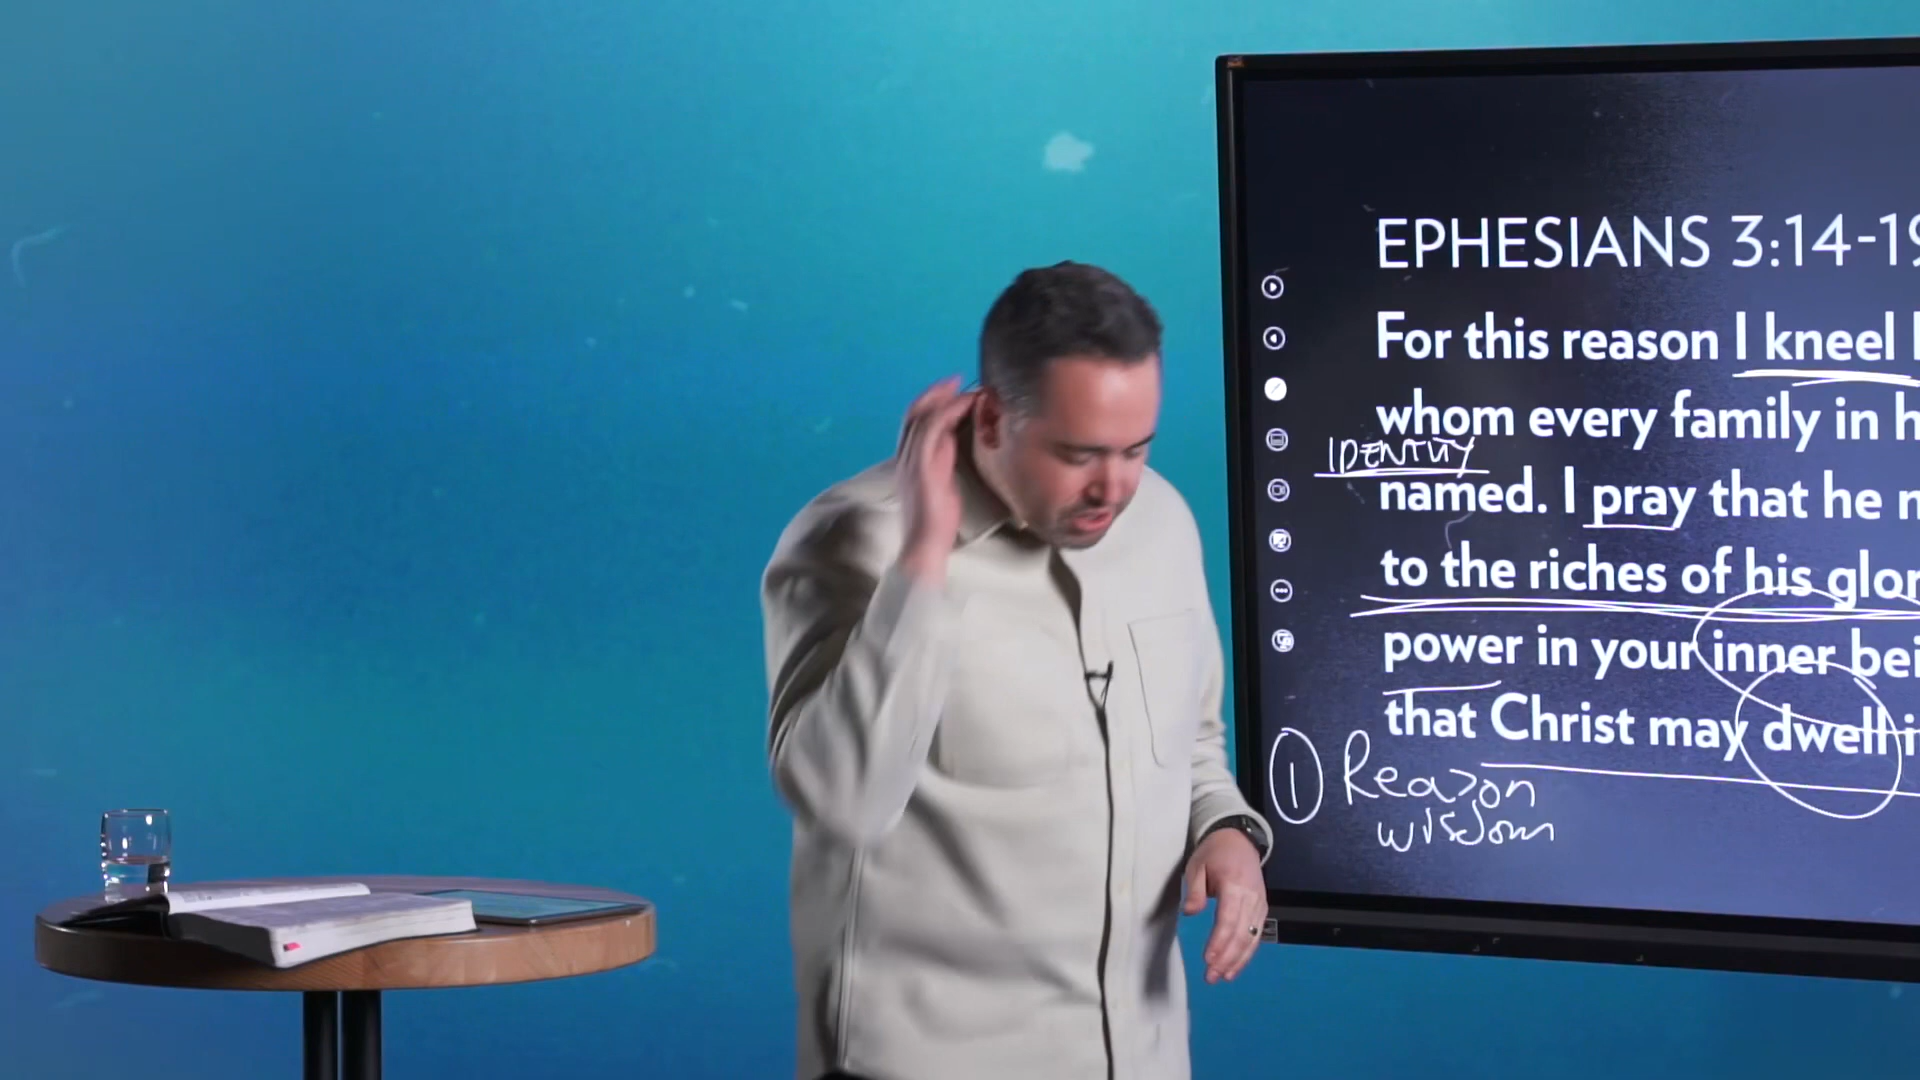 EPHESIANS 3:14-19
For this reason I kneel
whom every family in h
IDENTITY
named. I pray that he
to the riches of his glor
power in your inner bei
that Christ may dwell i
1 Reason
wisdom